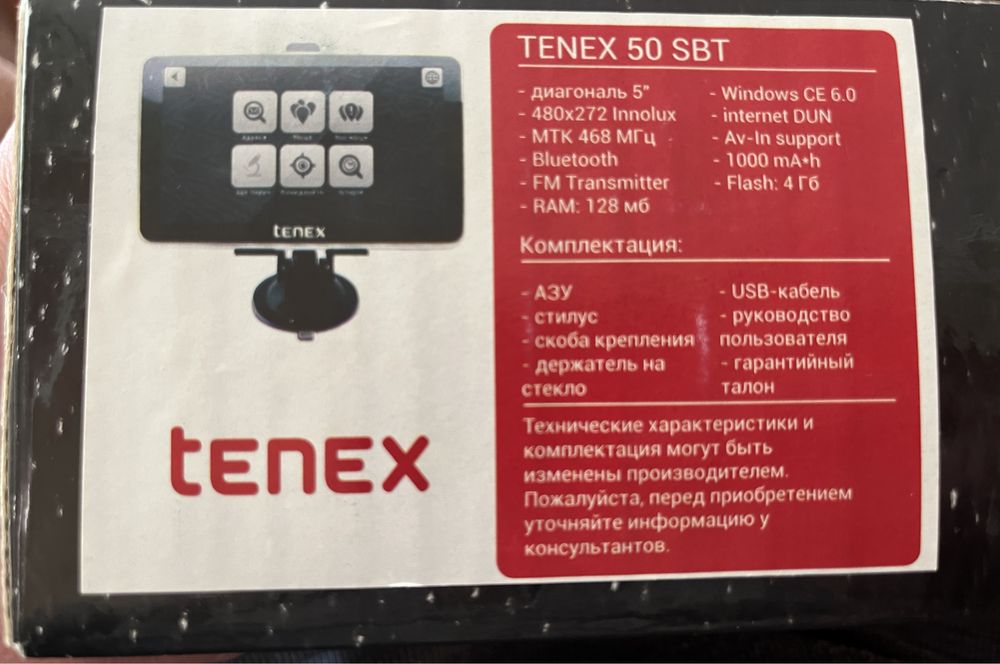 TENEX 50 SBT
- диагональ 5"
- 480x272 Innolux
- МТК 468 МГц
- Bluetooth
- FM Transmitter
- RAM: 128 мб
- Windows CE 6.0
- internet DUN
- Av-In support
- 1000 mA*h
- Flash: 4 Гб
Комплектация:
- АЗУ
- стилус
- скоба крепления
- держатель на
стекло
- USB-кабель
- руководство
пользователя
- гарантийный
талон
Технические характеристики и
комплектация могут быть
изменены производителем.
Пожалуйста, перед приобретением
уточняйте информацию у
консультантов.
tenex
tenex